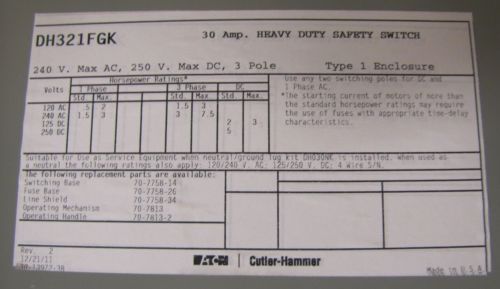 DH321FGK 30 Amp. HEAVY DUTY SAFETY SWITCH
240 V. Max AC, 250 V. Max DC, 3 Pole Type 1 Enclosure
Horsepower Ratings*
Volts 1 Phase 3 Phase DC
Std. Max. Std. Max. Std. Max.
120 AC .5 2 1.5 3
240 AC 1.5 3 3 7.5
125 DC 2 3
250 DC 5
Use any two switching poles for DC and
1 Phase AC.
*The starting current of motors of more than
the standard horsepower ratings may require
the use of fuses with appropriate time-delay
characteristics.
Suitable for Use as Service Equipment when neutral/ground lug kit DH030NK is installed. When used as
a neutral the following ratings also apply: 120/240 V. AC; 125/250 V. DC; 4 Wire S/N.
The following replacement parts are available:
Switching Base 70-7758-14
Fuse Base 70-7758-26
Line Shield 70-7758-34
Operating Mechanism 70-7813
Operating Handle 70-7813-2
Rev. 2
12/21/11
EATON Cutler-Hammer
Made in U S A